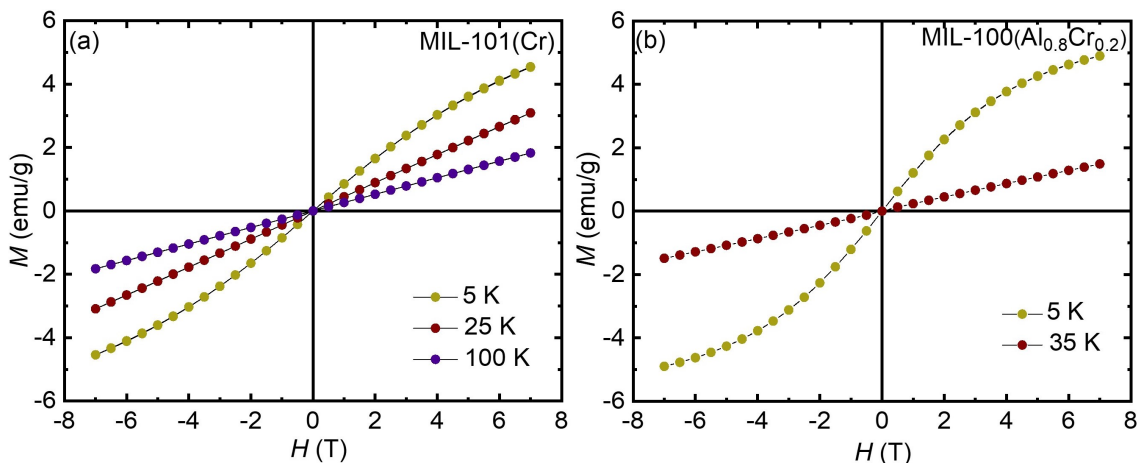 (a)
MIL-101(Cr)
6
4
2
0
-2
-4
-6
M (emu/g)
5 K
25 K
100 K
-8 -6 -4 -2 0 2 4 6 8
H (T)
(b)
MIL-100(Al0.8Cr0.2)
6
4
2
0
-2
-4
-6
M (emu/g)
5 K
35 K
-8 -6 -4 -2 0 2 4 6 8
H (T)